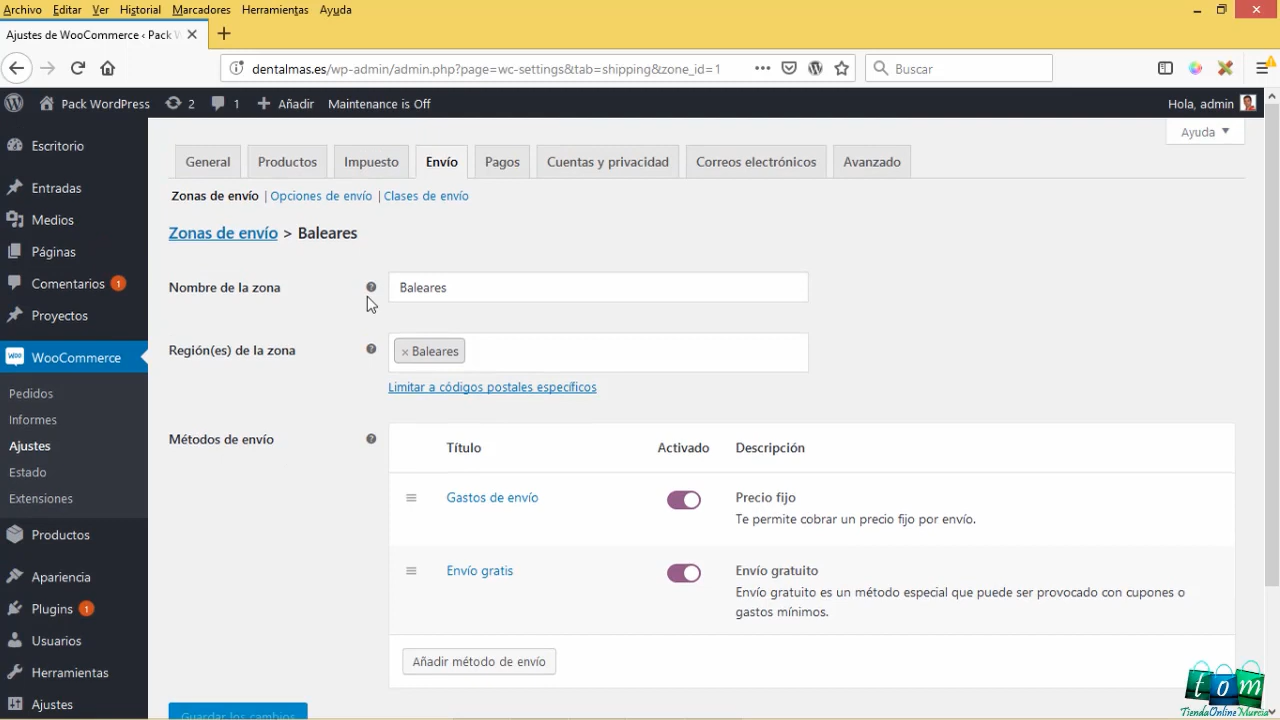 Archivo Editar Ver Historial Marcadores Herramientas Ayuda
Ajustes de WooCommerce ‹ Pack W
dentalmas.es/wp-admin/admin.php?page=wc-settings&tab=shipping&zone_id=1
Buscar
Pack WordPress 2 1 Añadir Maintenance is Off Hola, admin
Ayuda
Escritorio
Entradas
Medios
Páginas
Comentarios 1
Proyectos
WooCommerce
Pedidos
Informes
Ajustes
Estado
Extensiones
Productos
Apariencia
Plugins 1
Usuarios
Herramientas
Ajustes
General Productos Impuesto Envío Pagos Cuentas y privacidad Correos electrónicos Avanzado
Zonas de envío | Opciones de envío | Clases de envío
Zonas de envío > Baleares
Nombre de la zona ? Baleares
Región(es) de la zona ? × Baleares
Limitar a códigos postales específicos
Métodos de envío ? Título Activado Descripción
Gastos de envío Precio fijo
Te permite cobrar un precio fijo por envío.
Envío gratis Envío gratuito
Envío gratuito es un método especial que puede ser provocado con cupones o
gastos mínimos.
Añadir método de envío
Guardar los cambios
tom
TiendaOnlineMurcia